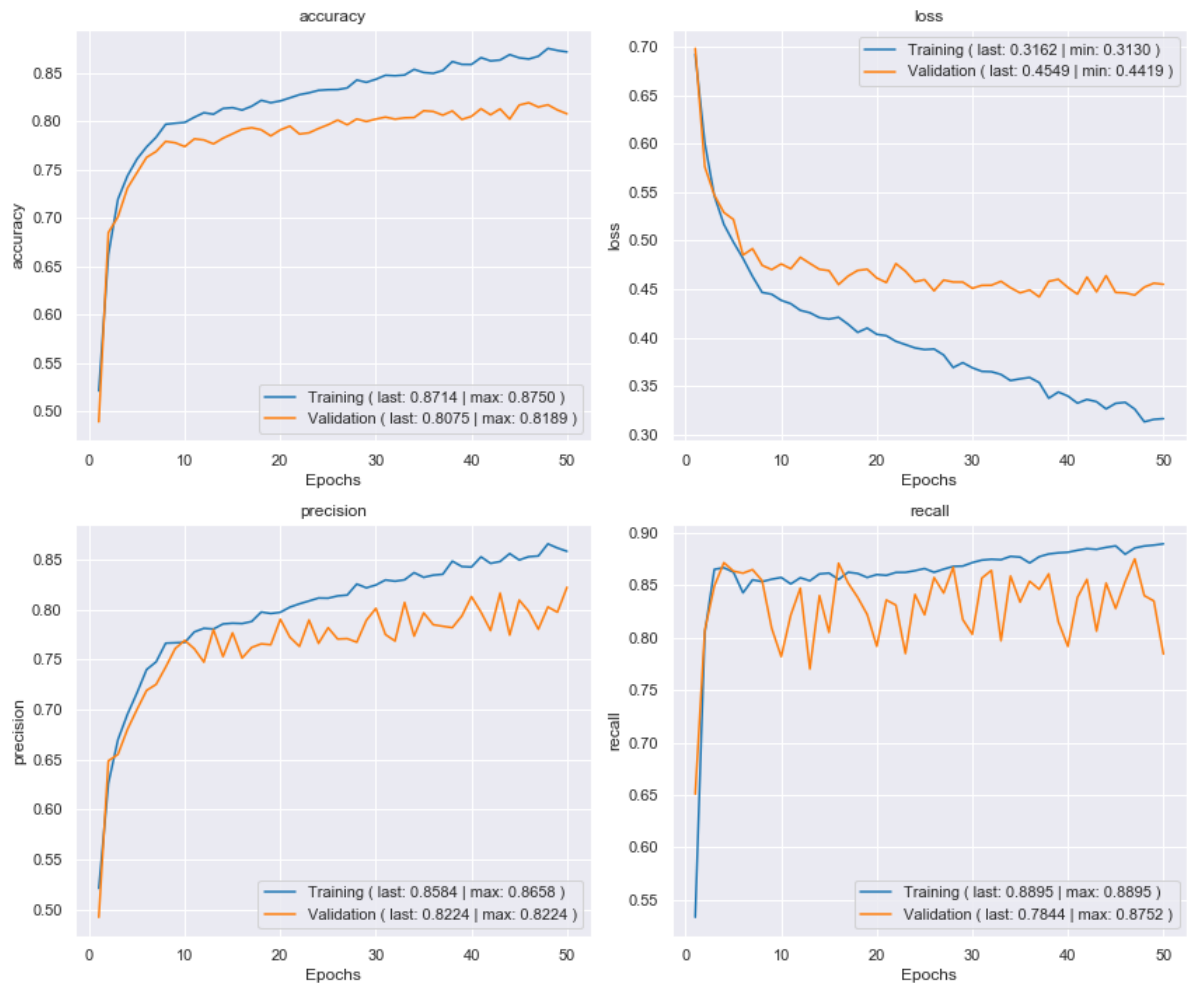 accuracy
accuracy
0.85
0.80
0.75
0.70
0.65
0.60
0.55
0.50
Training ( last: 0.8714 | max: 0.8750 )
Validation ( last: 0.8075 | max: 0.8189 )
0 10 20 30 40 50
Epochs
loss
loss
0.70
0.65
0.60
0.55
0.50
0.45
0.40
0.35
0.30
Training ( last: 0.3162 | min: 0.3130 )
Validation ( last: 0.4549 | min: 0.4419 )
0 10 20 30 40 50
Epochs
precision
precision
0.85
0.80
0.75
0.70
0.65
0.60
0.55
0.50
Training ( last: 0.8584 | max: 0.8658 )
Validation ( last: 0.8224 | max: 0.8224 )
0 10 20 30 40 50
Epochs
recall
recall
0.90
0.85
0.80
0.75
0.70
0.65
0.60
0.55
Training ( last: 0.8895 | max: 0.8895 )
Validation ( last: 0.7844 | max: 0.8752 )
0 10 20 30 40 50
Epochs